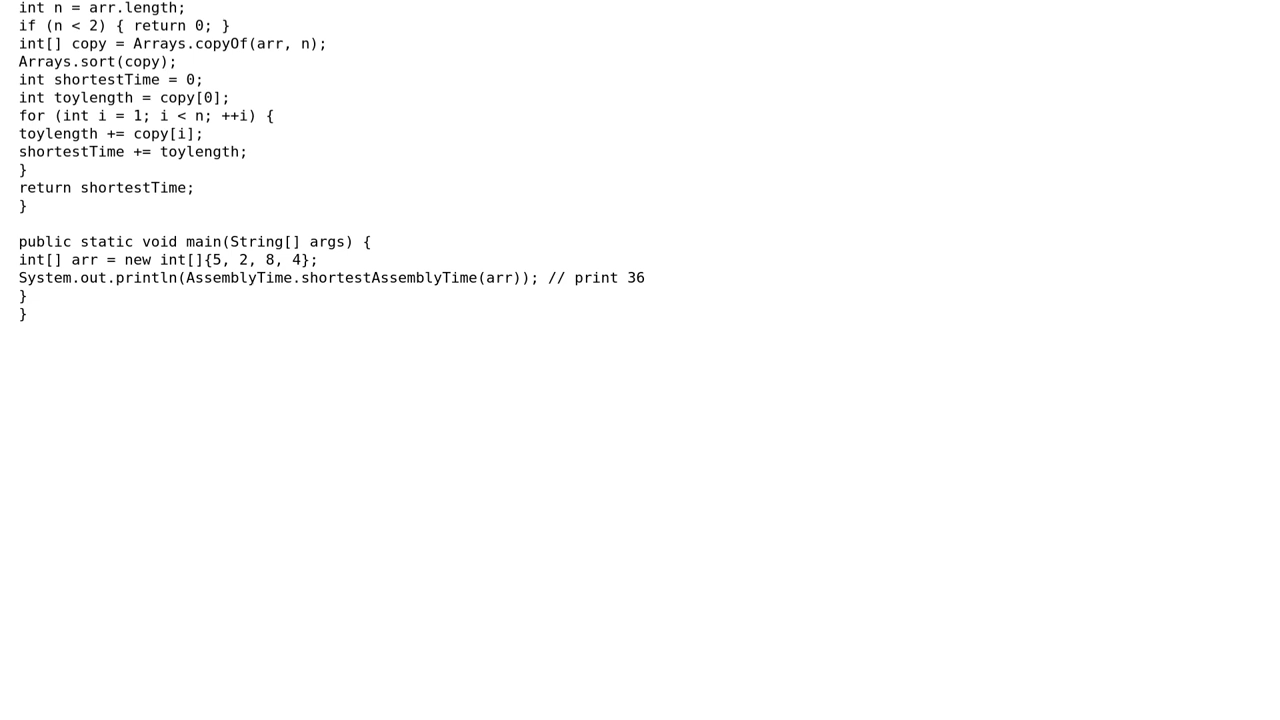 int n = arr.length;
if (n < 2) { return 0; }
int[] copy = Arrays.copyOf(arr, n);
Arrays.sort(copy);
int shortestTime = 0;
int toylength = copy[0];
for (int i = 1; i < n; ++i) {
toylength += copy[i];
shortestTime += toylength;
}
return shortestTime;
}

public static void main(String[] args) {
int[] arr = new int[]{5, 2, 8, 4};
System.out.println(AssemblyTime.shortestAssemblyTime(arr)); // print 36
}
}